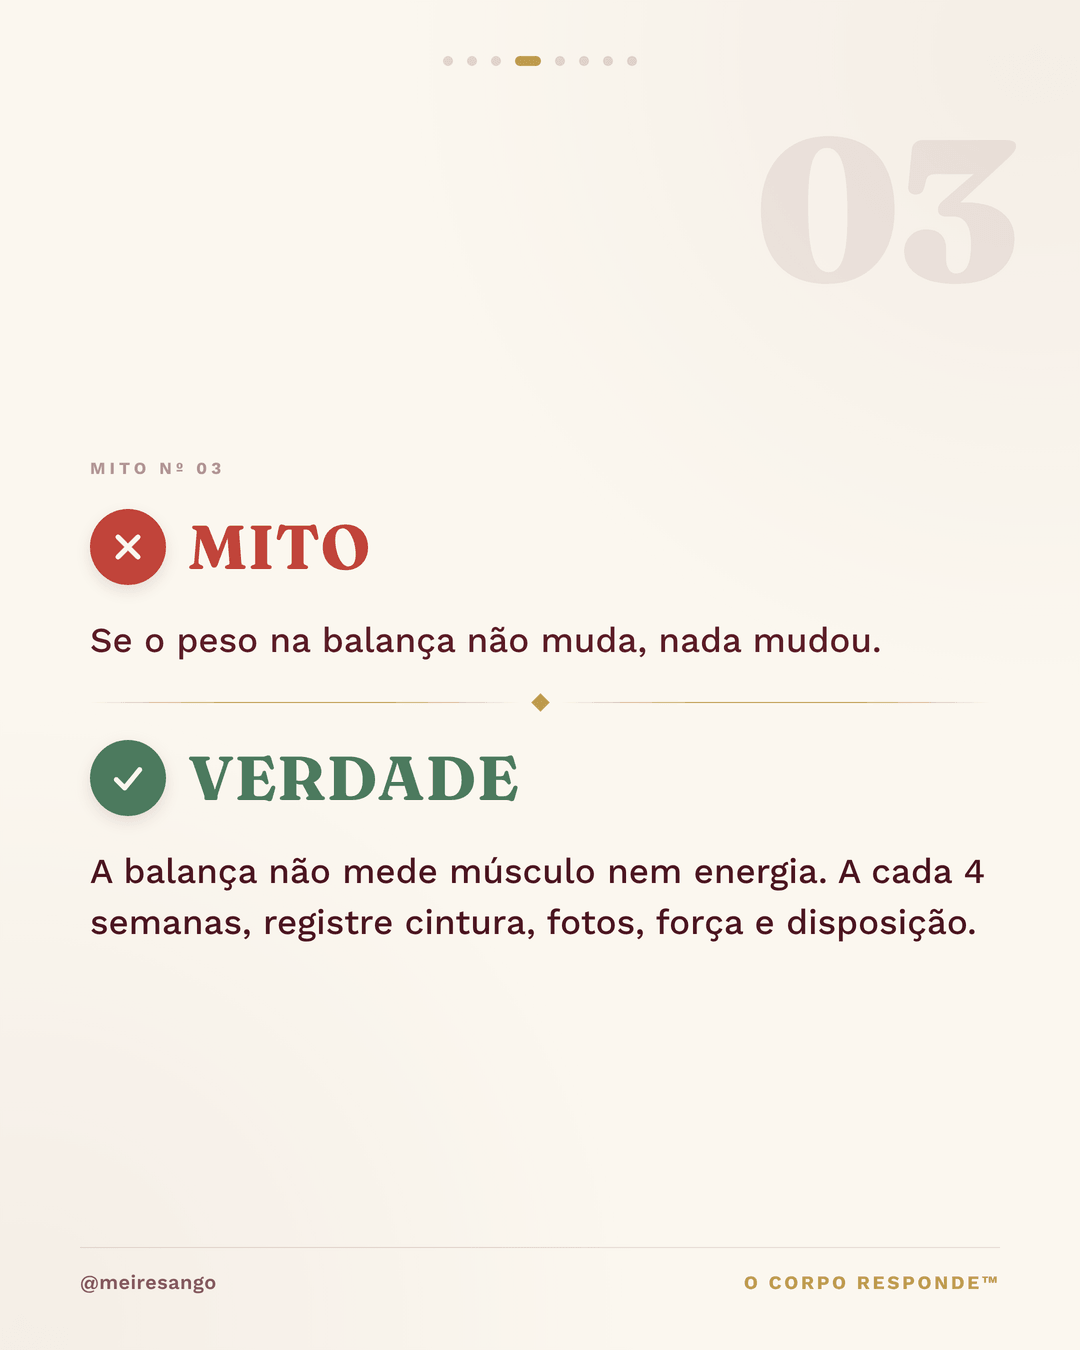 03
MITO Nº 03
MITO
Se o peso na balança não muda, nada mudou.
VERDADE
A balança não mede músculo nem energia. A cada 4
semanas, registre cintura, fotos, força e disposição.
@meiresango
O CORPO RESPONDE™